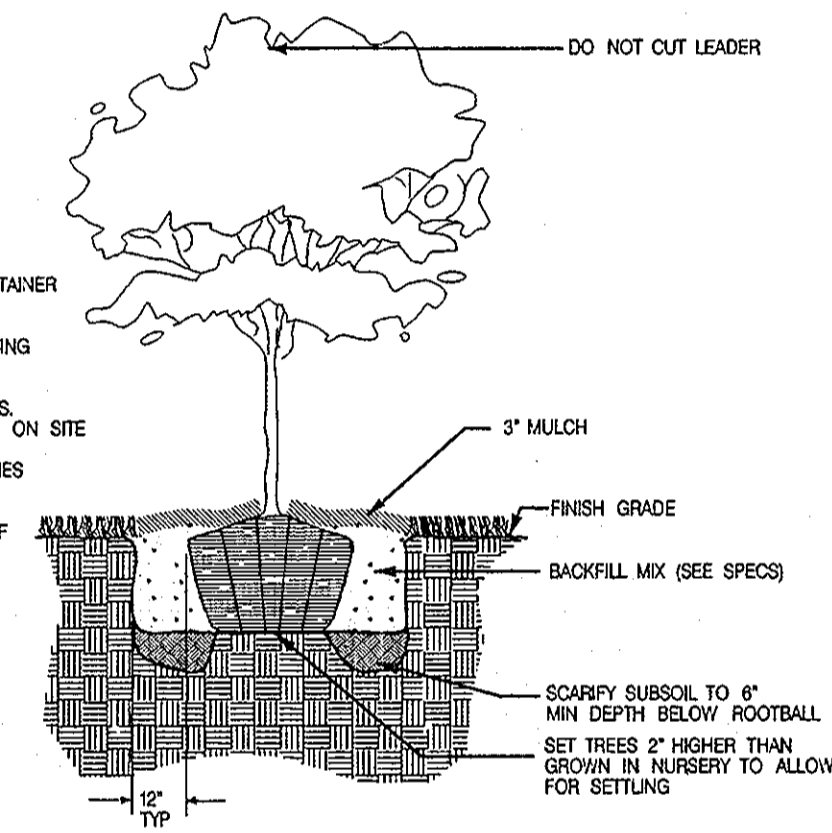 DO NOT CUT LEADER
TAINER
ING
S.
ON SITE
IES
F
3" MULCH
FINISH GRADE
BACKFILL MIX (SEE SPECS)
SCARIFY SUBSOIL TO 6"
MIN DEPTH BELOW ROOTBALL
SET TREES 2" HIGHER THAN
GROWN IN NURSERY TO ALLOW
FOR SETTLING
12"
TYP